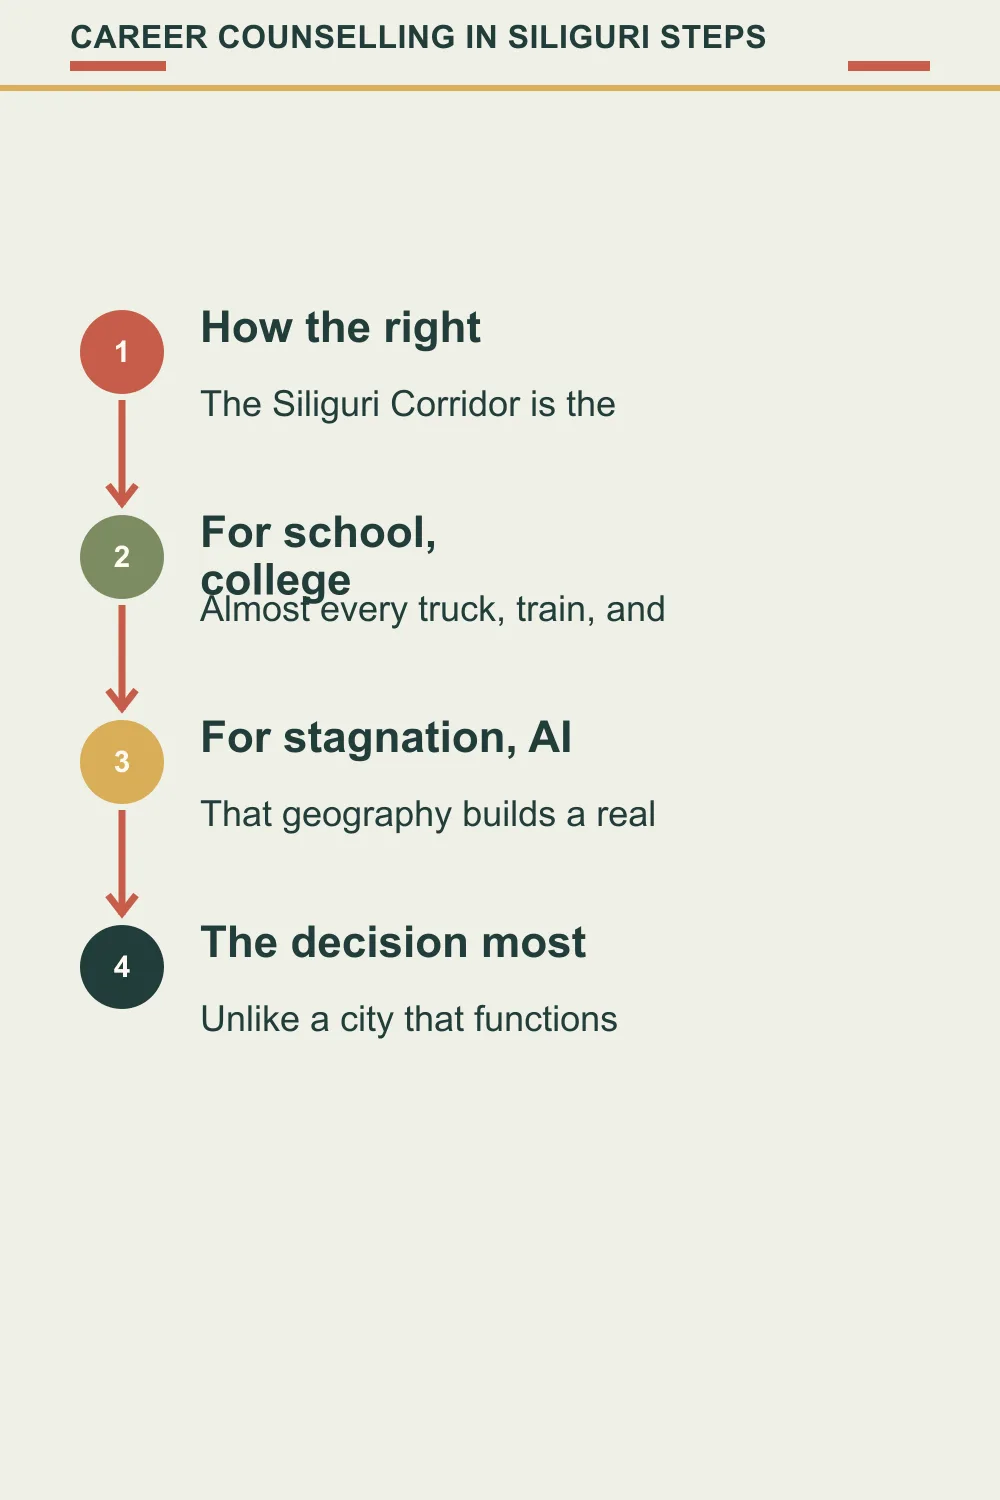 CAREER COUNSELLING IN SILIGURI STEPS
1
How the right
The Siliguri Corridor is the
2
For school,
college
Almost every truck, train, and
3
For stagnation, AI
That geography builds a real
4
The decision most
Unlike a city that functions